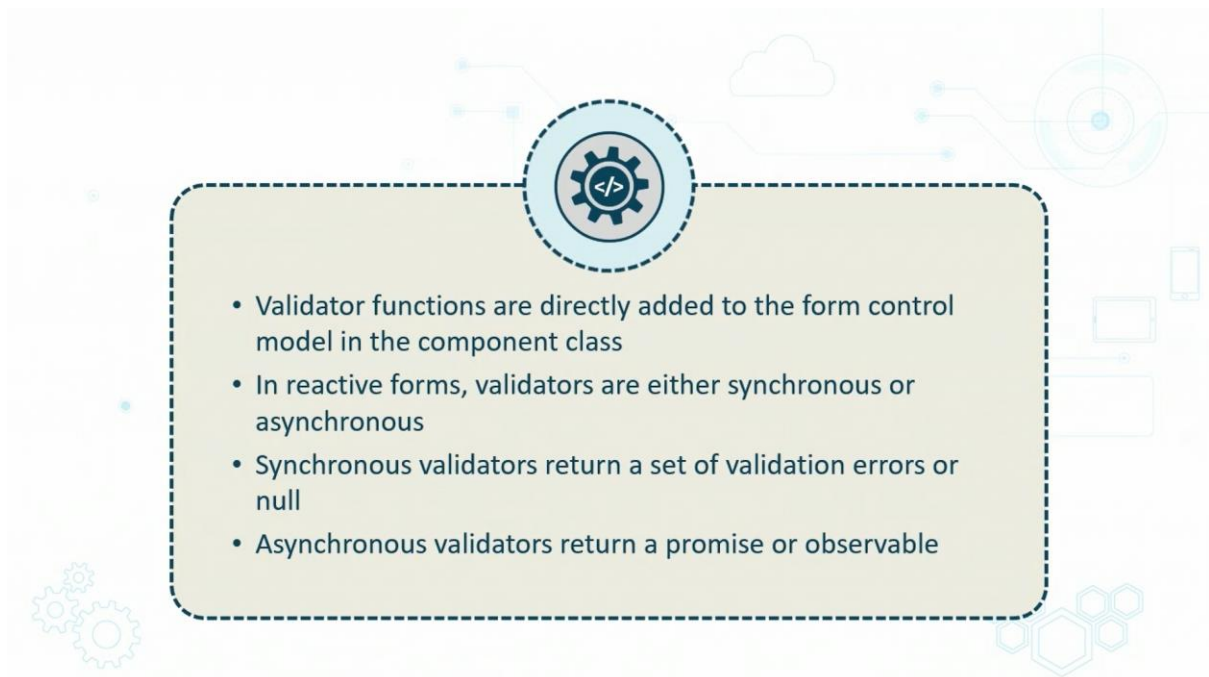 </>
• Validator functions are directly added to the form control
model in the component class
• In reactive forms, validators are either synchronous or
asynchronous
• Synchronous validators return a set of validation errors or
null
• Asynchronous validators return a promise or observable